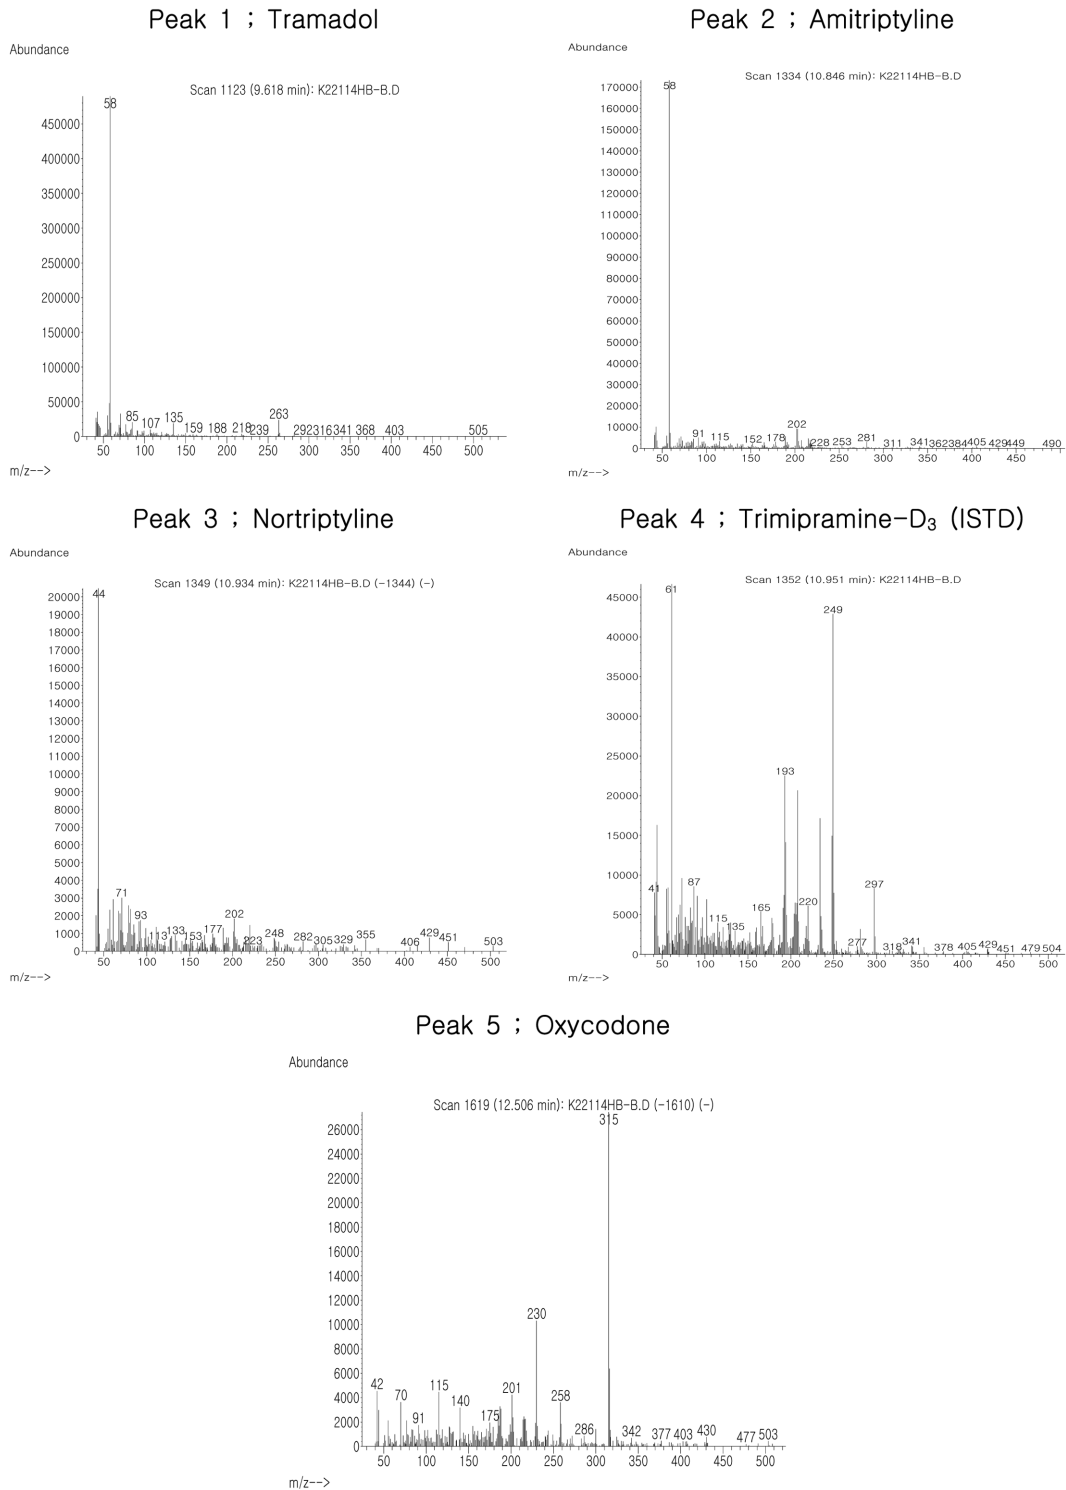 Peak 1 ; Tramadol
Abundance
Scan 1123 (9.618 min): K22114HB-B.D
58
450000
400000
350000
300000
250000
200000
150000
100000
50000
0
85 107 135 159 188 218 239 263 292 316 341 368 403 505
50 100 150 200 250 300 350 400 450 500
m/z-->
Peak 2 ; Amitriptyline
Abundance
Scan 1334 (10.846 min): K22114HB-B.D
58
170000
160000
150000
140000
130000
120000
110000
100000
90000
80000
70000
60000
50000
40000
30000
20000
10000
0
91 115 152 178 202 228 253 281 311 341 362 384 405 429 449 490
50 100 150 200 250 300 350 400 450
m/z-->
Peak 3 ; Nortriptyline
Abundance
Scan 1349 (10.934 min): K22114HB-B.D (-1344) (-)
44
20000
19000
18000
17000
16000
15000
14000
13000
12000
11000
10000
9000
8000
7000
6000
5000
4000
3000
2000
1000
0
71 93 113 133 153 177 202 223 248 282 305 329 355 406 429 451 503
50 100 150 200 250 300 350 400 450 500
m/z-->
Peak 4 ; Trimipramine-D₃ (ISTD)
Abundance
Scan 1352 (10.951 min): K22114HB-B.D
61
249
45000
40000
35000
30000
25000
20000
15000
10000
5000
0
41 87 115 135 165 193 220 277 297 318 341 378 405 429 451 479 504
50 100 150 200 250 300 350 400 450 500
m/z-->
Peak 5 ; Oxycodone
Abundance
Scan 1619 (12.506 min): K22114HB-B.D (-1610) (-)
315
26000
24000
22000
20000
18000
16000
14000
12000
10000
8000
6000
4000
2000
0
42 70 91 115 140 175 201 230 258 286 342 377 403 430 477 503
50 100 150 200 250 300 350 400 450 500
m/z-->